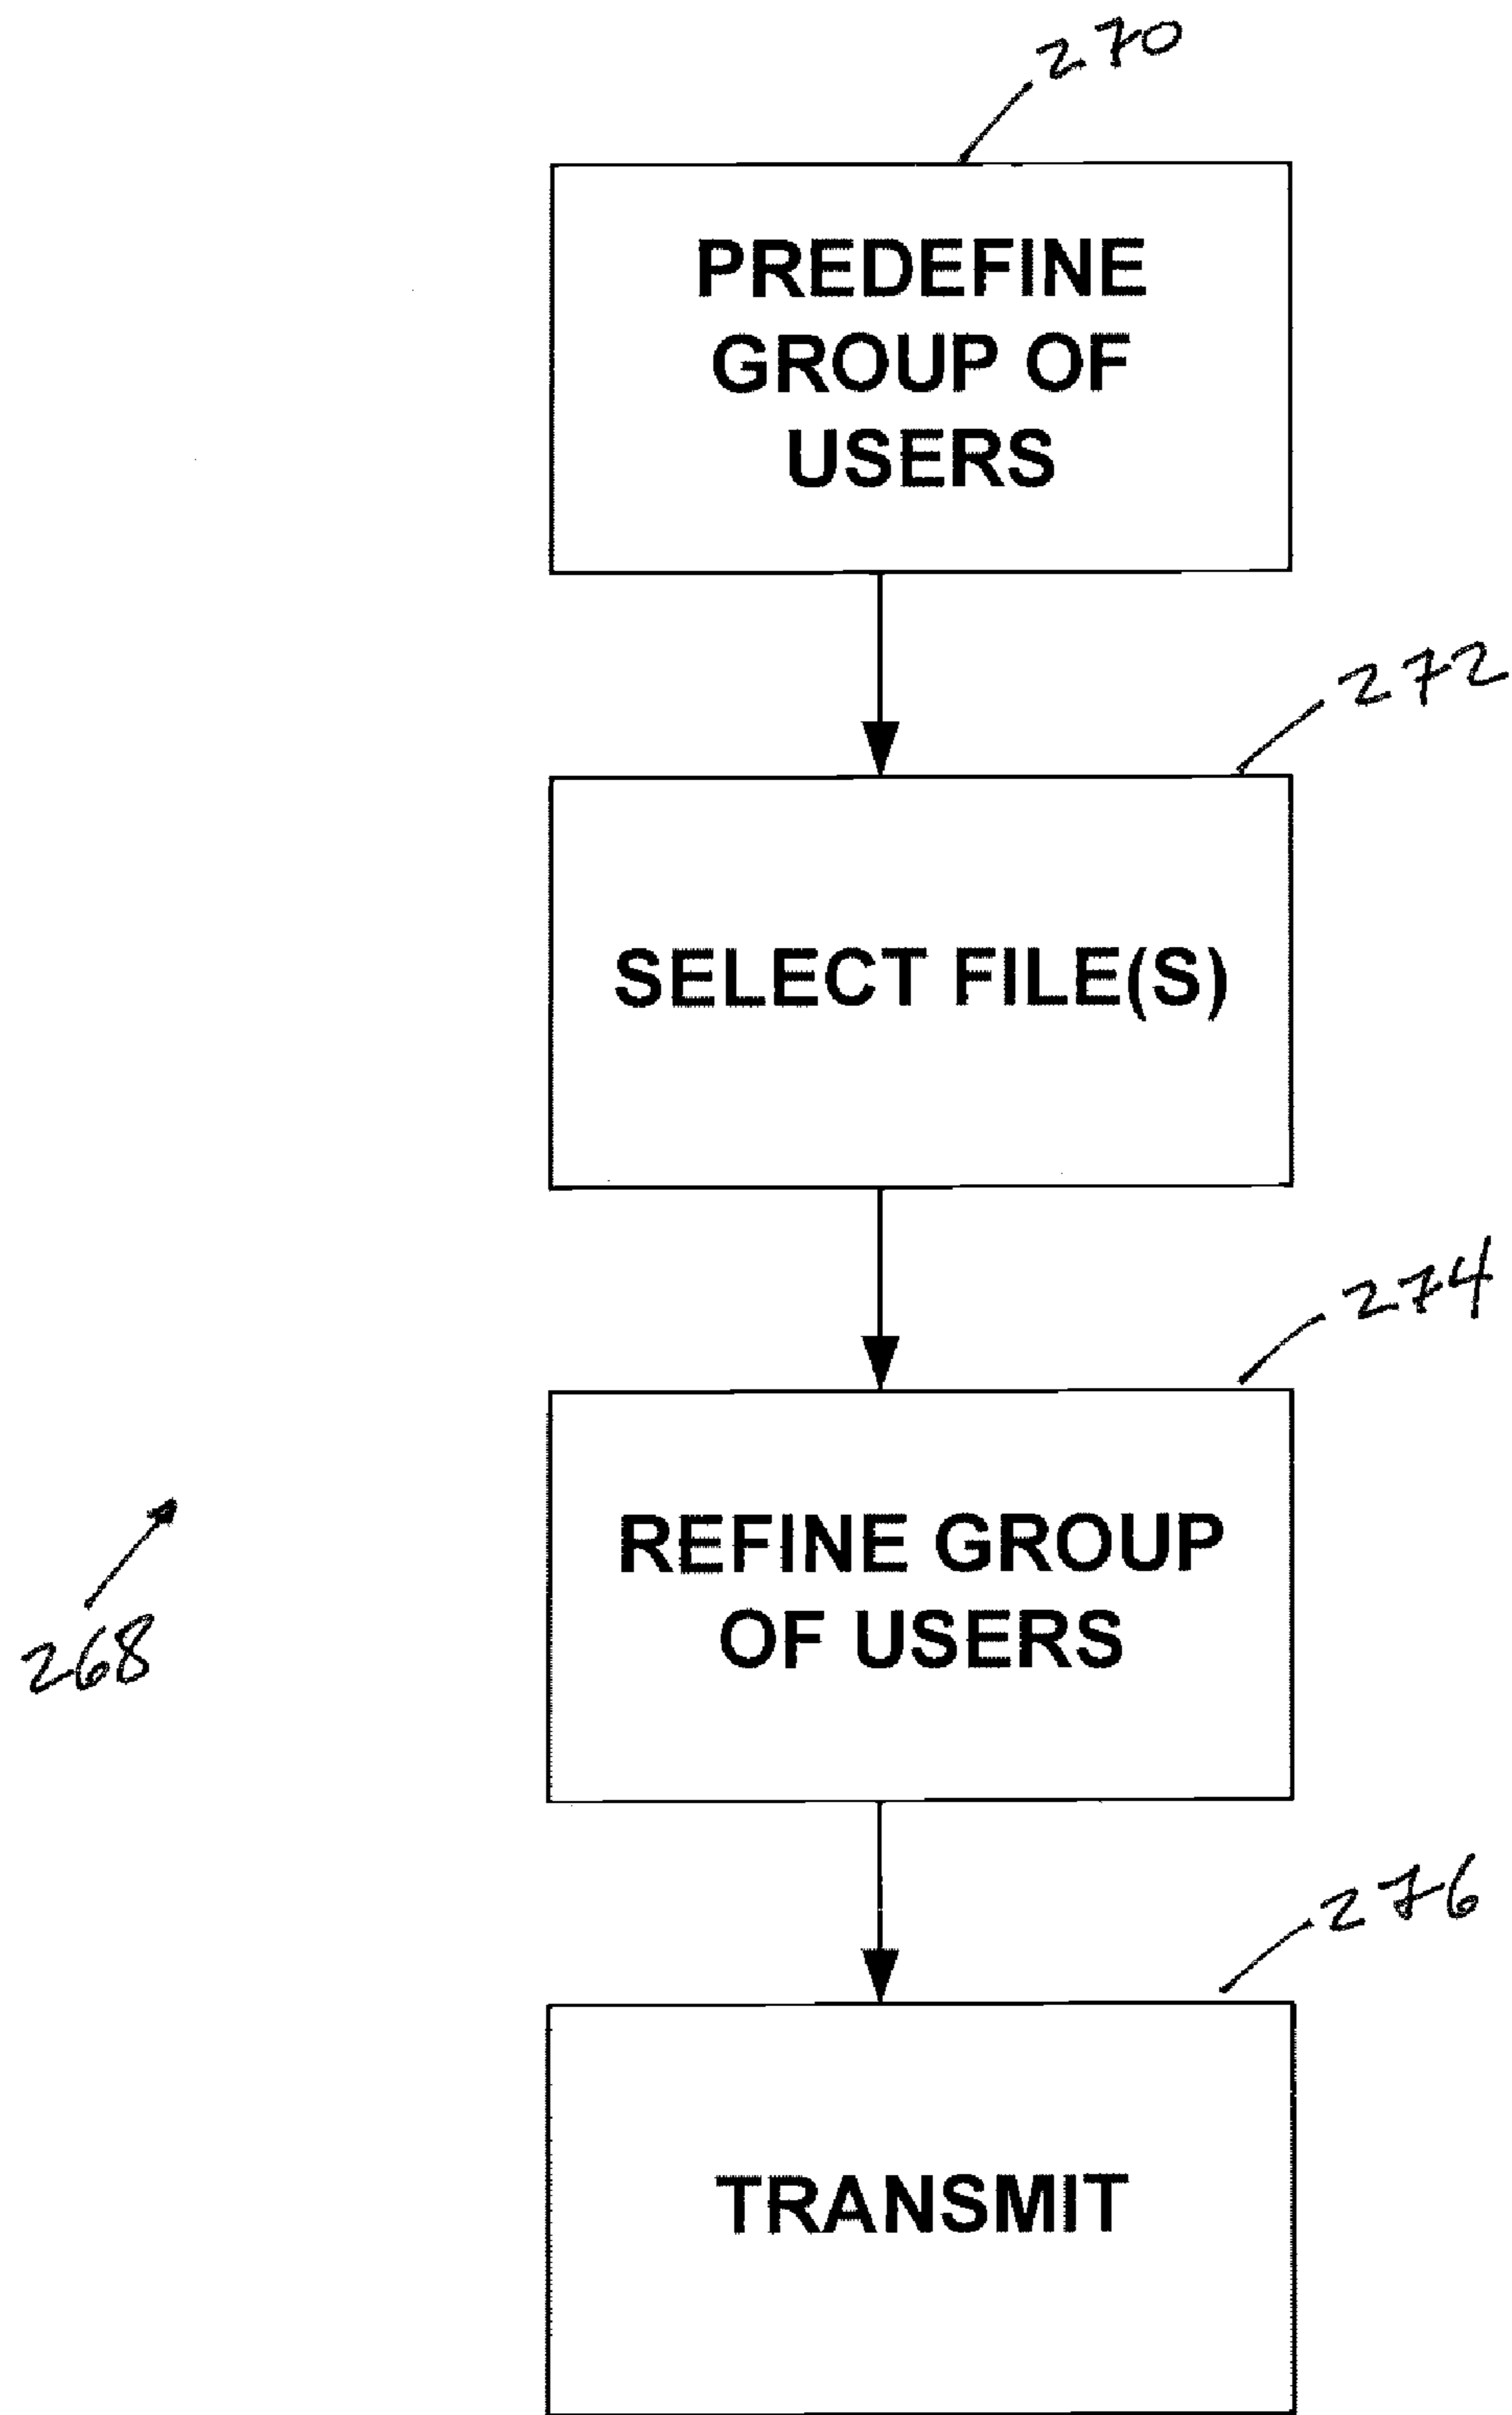 270
PREDEFINE
GROUP OF
USERS
272
SELECT FILE(S)
274
REFINE GROUP
OF USERS
268
276
TRANSMIT